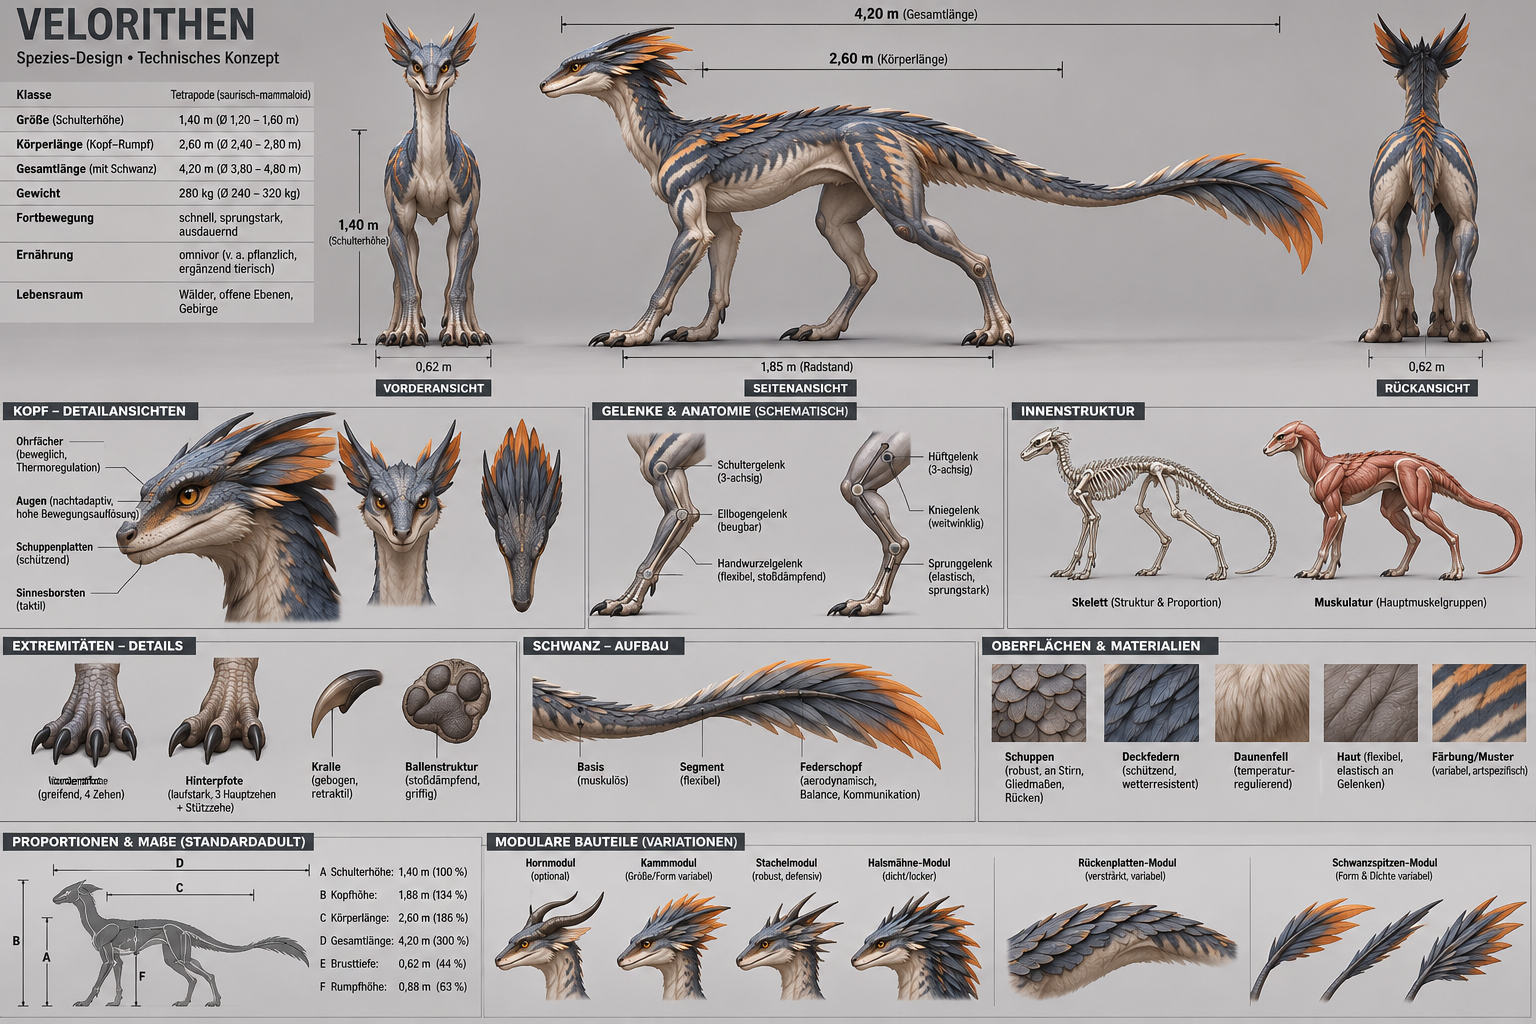 VELORITHEN
Spezies-Design • Technisches Konzept
Klasse Tetrapode (saurisch-mammaloid)
Größe (Schulterhöhe) 1,40 m (Ø 1,20 – 1,60 m)
Körperlänge (Kopf–Rumpf) 2,60 m (Ø 2,40 – 2,80 m)
Gesamtlänge (mit Schwanz) 4,20 m (Ø 3,80 – 4,80 m)
Gewicht 280 kg (Ø 240 – 320 kg)
Fortbewegung schnell, sprungstark,
ausdauernd
Ernährung omnivor (v. a. pflanzlich,
ergänzend tierisch)
Lebensraum Wälder, offene Ebenen,
Gebirge
1,40 m
(Schulterhöhe)
0,62 m
VORDERANSICHT
4,20 m (Gesamtlänge)
2,60 m (Körperlänge)
1,85 m (Radstand)
SEITENANSICHT
0,62 m
RÜCKANSICHT
KOPF – DETAILANSICHTEN
Ohrfächer
(beweglich,
Thermoregulation)
Augen (nachtadaptiv,
hohe Bewegungsauflösung)
Schuppenplatten
(schützend)
Sinnesborsten
(taktil)
GELENKE & ANATOMIE (SCHEMATISCH)
Schultergelenk
(3-achsig)
Ellbogengelenk
(beugbar)
Handwurzelgelenk
(flexibel, stoßdämpfend)
Hüftgelenk
(3-achsig)
Kniegelenk
(weitwinklig)
Sprunggelenk
(elastisch,
sprungstark)
INNENSTRUKTUR
Skelett (Struktur & Proportion)
Muskulatur (Hauptmuskelgruppen)
EXTREMITÄTEN – DETAILS
(greifend, 4 Zehen)
Hinterpfote
(laufstark, 3 Hauptzehen
+ Stützzehe)
Kralle
(gebogen,
retraktil)
Ballenstruktur
(stoßdämpfend,
griffig)
SCHWANZ – AUFBAU
Basis
(muskulös)
Segment
(flexibel)
Federschopf
(aerodynamisch,
Balance, Kommunikation)
OBERFLÄCHEN & MATERIALIEN
Schuppen
(robust, an Stirn,
Gliedmaßen,
Rücken)
Deckfedern
(schützend,
wetterresistent)
Daunenfell
(temperatur-
regulierend)
Haut (flexibel,
elastisch an
Gelenken)
Färbung/Muster
(variabel, artspezifisch)
PROPORTIONEN & MAẞE (STANDARDADULT)
D
C
B
A
F
A Schulterhöhe: 1,40 m (100 %)
B Kopfhöhe: 1,88 m (134 %)
C Körperlänge: 2,60 m (186 %)
D Gesamtlänge: 4,20 m (300 %)
E Brusttiefe: 0,62 m (44 %)
F Rumpfhöhe: 0,88 m (63 %)
MODULARE BAUTEILE (VARIATIONEN)
Hornmodul
(optional)
Kammmodul
(Größe/Form variabel)
Stachelmodul
(robust, defensiv)
Halsmähne-Modul
(dicht/locker)
Rückenplatten-Modul
(verstärkt, variabel)
Schwanzspitzen-Modul
(Form & Dichte variabel)